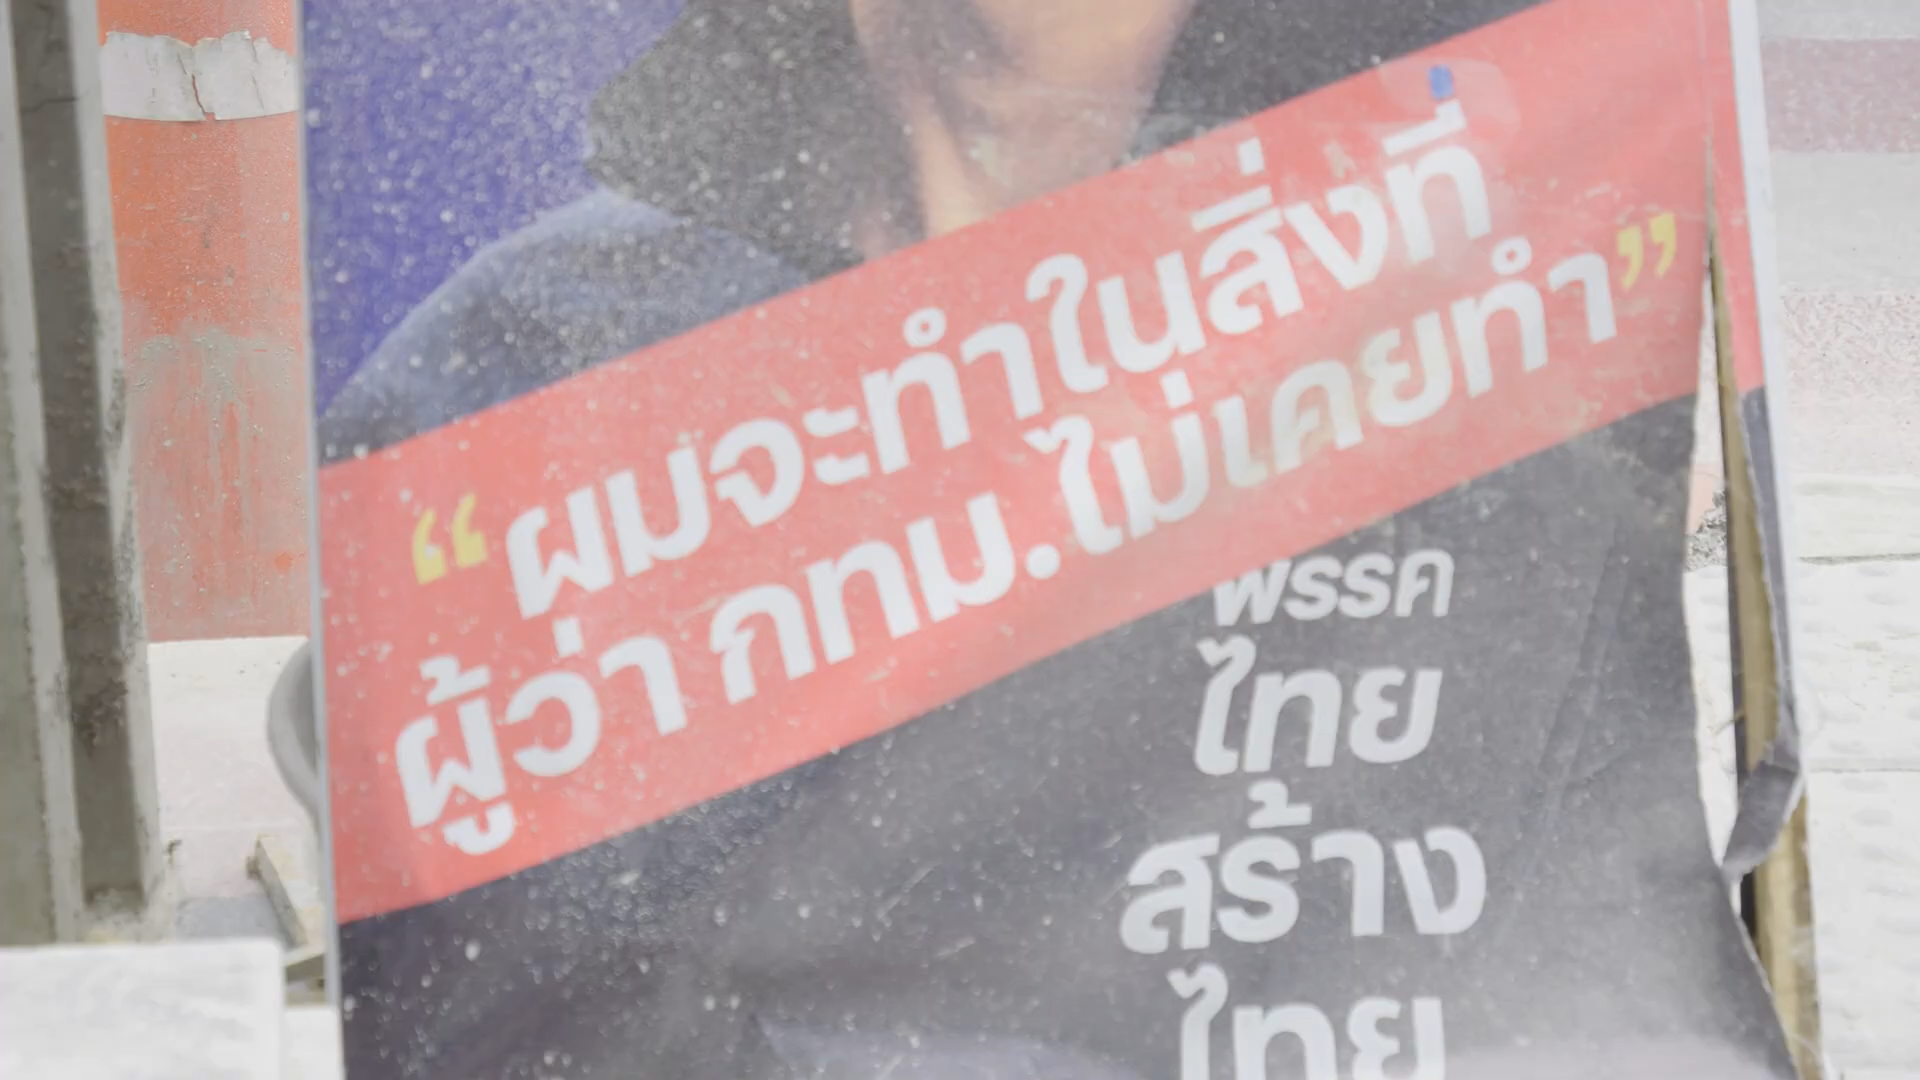 “ผมจะทำในสิ่งที่
ผู้ว่า กทม.ไม่เคยทำ”
พรรค
ไทย
สร้าง
ไทย